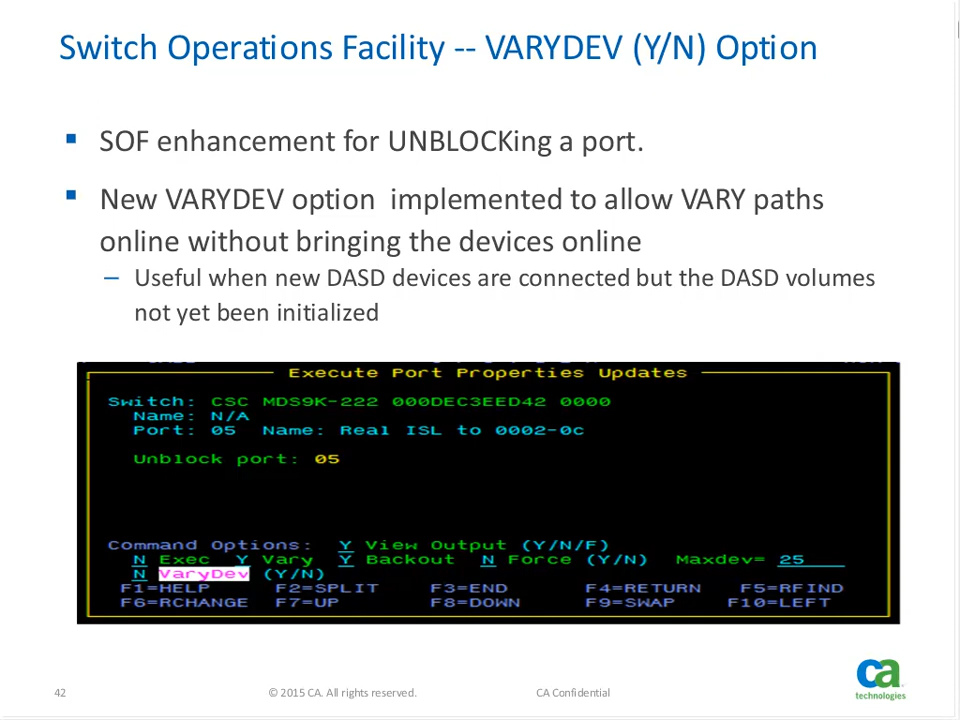 Switch Operations Facility -- VARYDEV (Y/N) Option
SOF enhancement for UNBLOCKing a port.
New VARYDEV option implemented to allow VARY paths
online without bringing the devices online
– Useful when new DASD devices are connected but the DASD volumes
not yet been initialized
Execute Port Properties Updates
Switch: CSC MDS9K-222 000DEC3EED42 0000
Name: N/A
Port: 05 Name: Real ISL to 0002-0c
Unblock port: 05
Command Options: Y View Output (Y/N/F)
N Exec Y Vary Y Backout N Force (Y/N) Maxdev= 25
N VaryDev (Y/N)
F1=HELP F2=SPLIT F3=END F4=RETURN F5=RFIND
F6=RCHANGE F7=UP F8=DOWN F9=SWAP F10=LEFT
42 © 2015 CA. All rights reserved. CA Confidential
ca
technologies